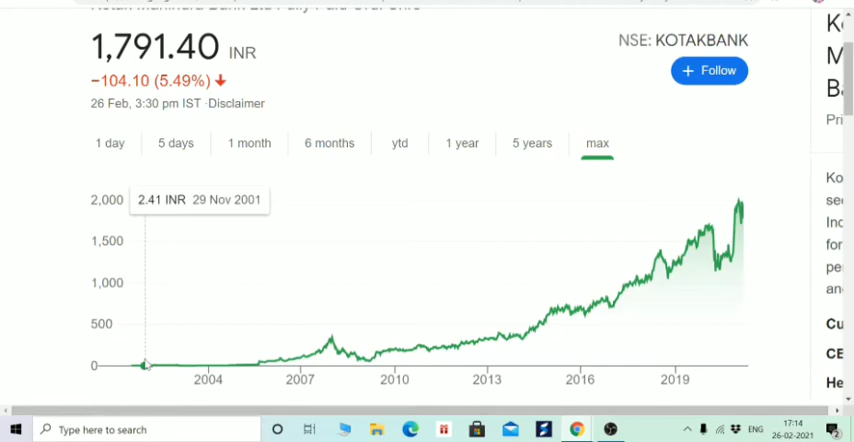 1,791.40 INR
NSE: KOTAKBANK
−104.10 (5.49%)
+ Follow
26 Feb, 3:30 pm IST ·Disclaimer
1 day
5 days
1 month
6 months
ytd
1 year
5 years
max
2.41 INR 29 Nov 2001
2,000
1,500
1,000
500
0
2004
2007
2010
2013
2016
2019
Type here to search
ENG
17:14
26-02-2021
2